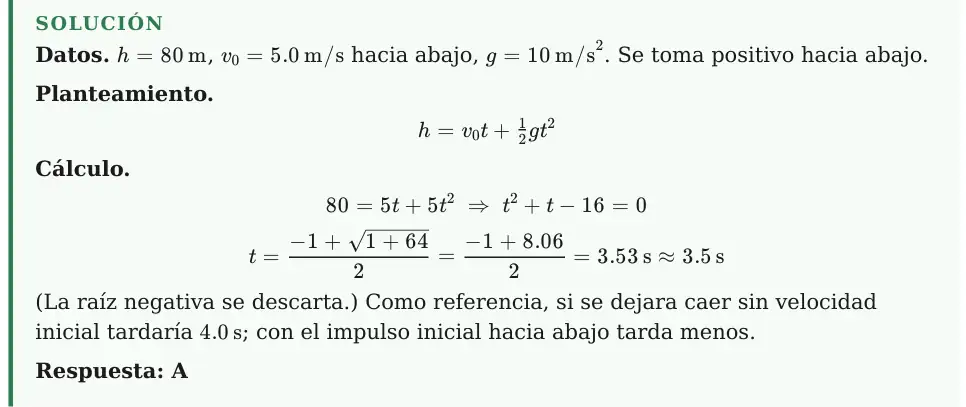 SOLUCIÓN
Datos. h = 80 m, v₀ = 5.0 m/s hacia abajo, g = 10 m/s². Se toma positivo hacia abajo.
Planteamiento.
h = v₀t + ½gt²
Cálculo.
80 = 5t + 5t² ⇒ t² + t − 16 = 0
t = (−1 + √(1 + 64))/2 = (−1 + 8.06)/2 = 3.53 s ≈ 3.5 s
(La raíz negativa se descarta.) Como referencia, si se dejara caer sin velocidad
inicial tardaría 4.0 s; con el impulso inicial hacia abajo tarda menos.
Respuesta: A